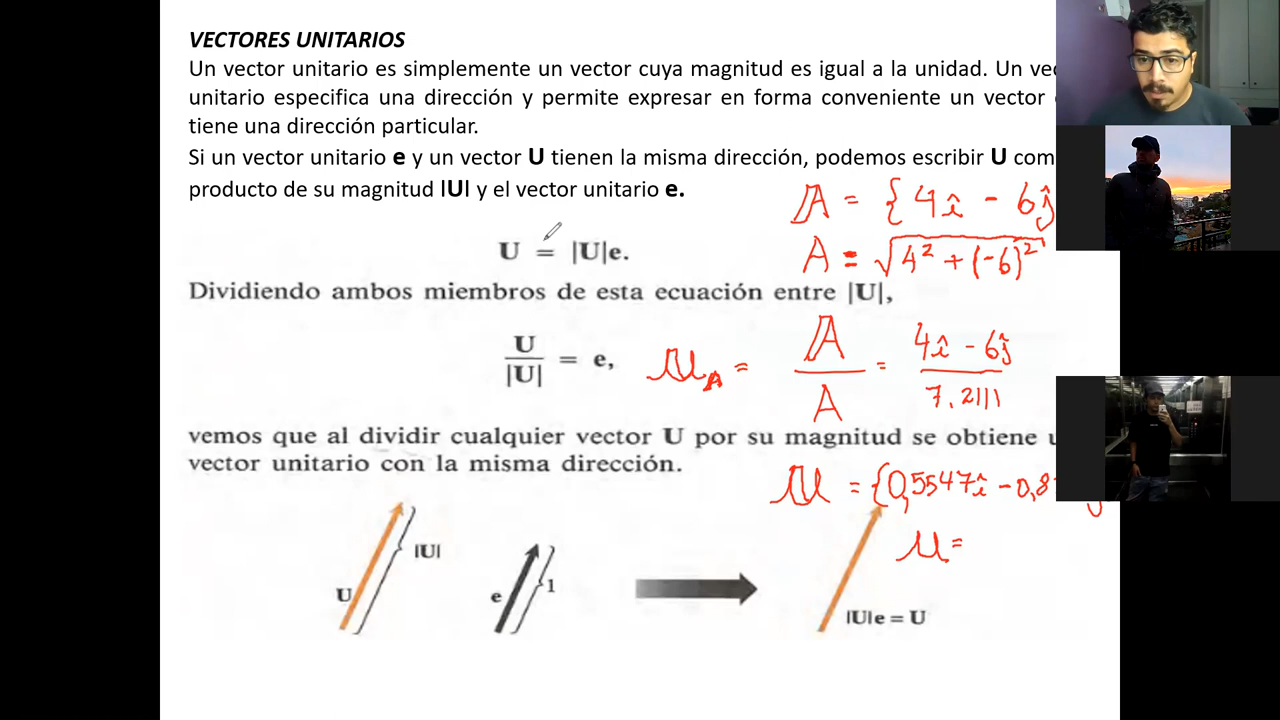 VECTORES UNITARIOS
Un vector unitario es simplemente un vector cuya magnitud es igual a la unidad. Un
unitario especifica una dirección y permite expresar en forma conveniente un vector
tiene una dirección particular.
Si un vector unitario e y un vector U tienen la misma dirección, podemos escribir U com
producto de su magnitud |U| y el vector unitario e.
A = {4î - 6ĵ
A = √4² + (-6)²
U = |U|e.
Dividiendo ambos miembros de esta ecuación entre |U|,
U/|U| = e,
u_A = A/A = 4î - 6ĵ/7.2111
vemos que al dividir cualquier vector U por su magnitud se obtiene
vector unitario con la misma dirección.
u = {0,5547î - 0,8
u =
|U|
U
e
1
|U|e = U